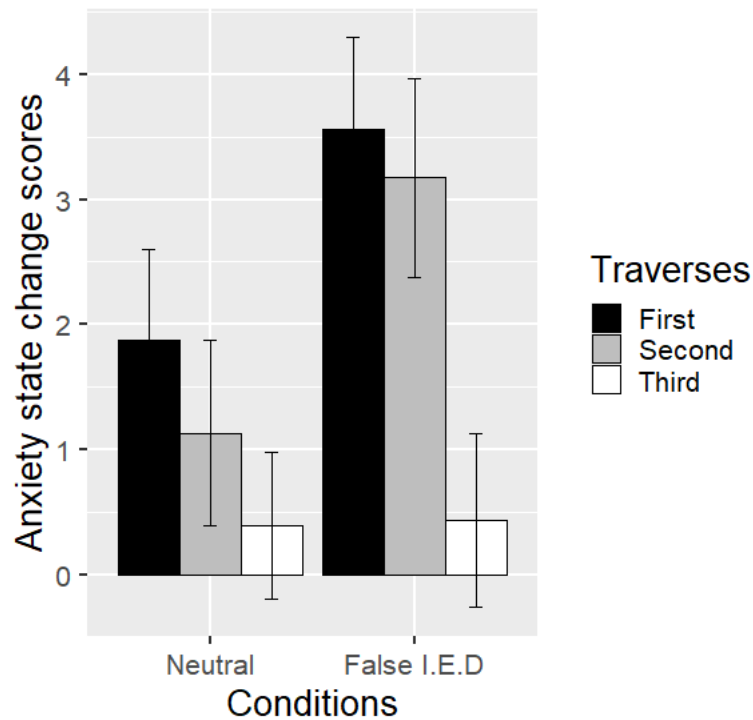 Anxiety state change scores
4
3
2
1
0
Neutral
False I.E.D
Conditions
Traverses
First
Second
Third